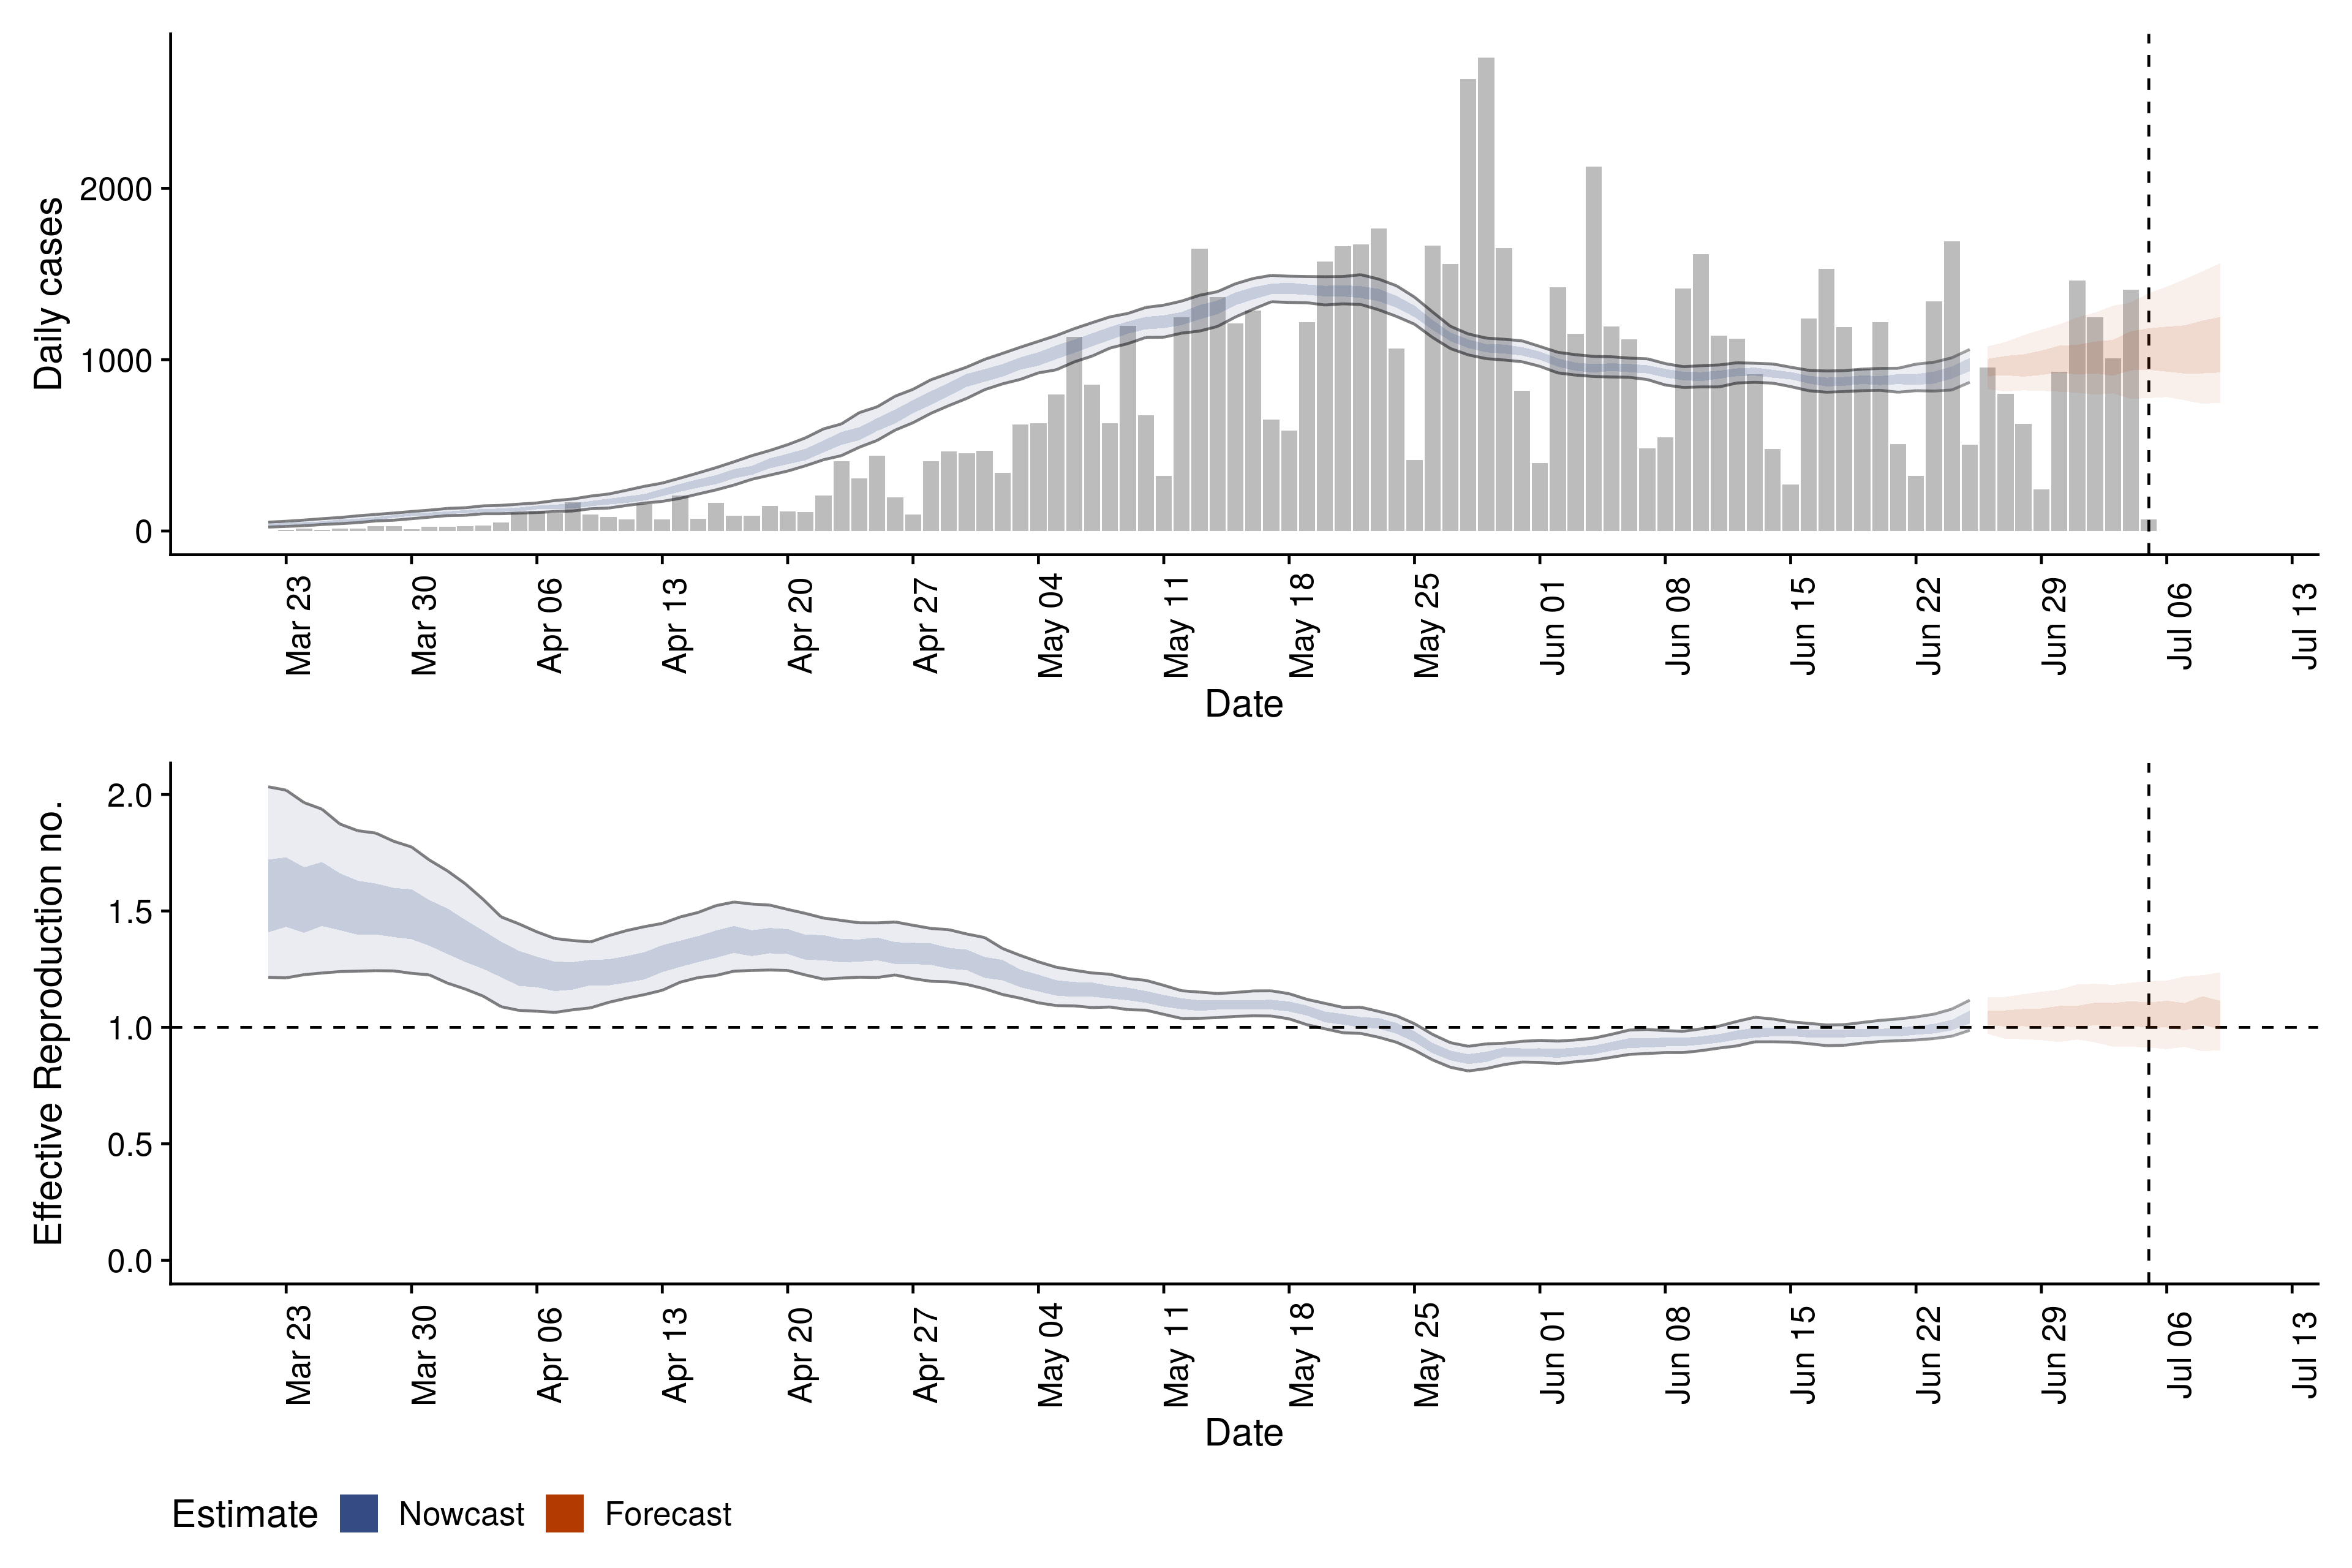 Daily cases
2000
1000
0
Mar 23
Mar 30
Apr 06
Apr 13
Apr 20
Apr 27
May 04
May 11
May 18
May 25
Jun 01
Jun 08
Jun 15
Jun 22
Jun 29
Jul 06
Jul 13
Date
Effective Reproduction no.
2.0
1.5
1.0
0.5
0.0
Mar 23
Mar 30
Apr 06
Apr 13
Apr 20
Apr 27
May 04
May 11
May 18
May 25
Jun 01
Jun 08
Jun 15
Jun 22
Jun 29
Jul 06
Jul 13
Date
Estimate Nowcast Forecast